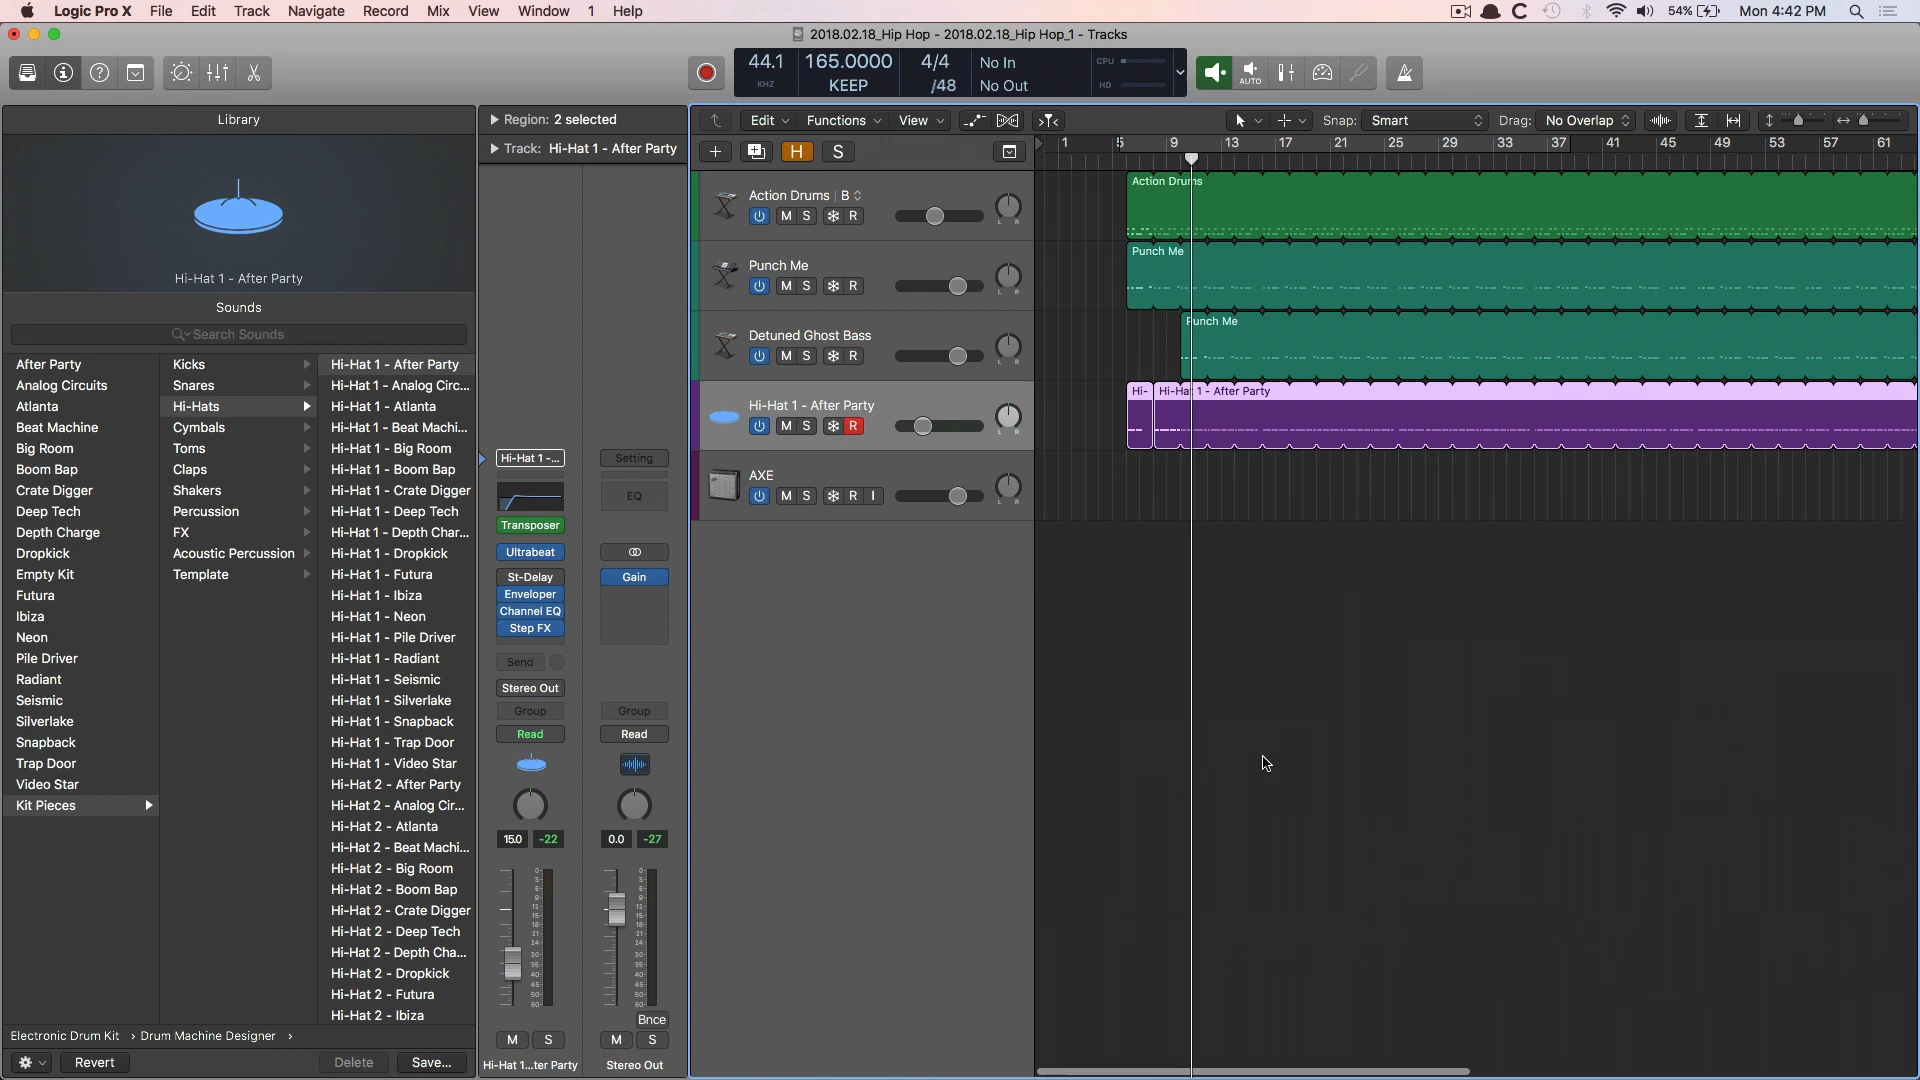 Logic Pro X File Edit Track Navigate Record Mix View Window 1 Help
54% Mon 4:42 PM
2018.02.18_Hip Hop - 2018.02.18_Hip Hop_1 - Tracks
44.1 165.0000 4/4 No In
KHZ KEEP /48 No Out
CPU
HD
AUTO
Library
Region: 2 selected
Track: Hi-Hat 1 - After Party
Edit Functions View
Snap: Smart Drag: No Overlap
+ H S
1 5 9 13 17 21 25 29 33 37 41 45 49 53 57 61
Hi-Hat 1 - After Party
Sounds
Search Sounds
After Party
Analog Circuits
Atlanta
Beat Machine
Big Room
Boom Bap
Crate Digger
Deep Tech
Depth Charge
Dropkick
Empty Kit
Futura
Ibiza
Neon
Pile Driver
Radiant
Seismic
Silverlake
Snapback
Trap Door
Video Star
Kit Pieces
Kicks
Snares
Hi-Hats
Cymbals
Toms
Claps
Shakers
Percussion
FX
Acoustic Percussion
Template
Hi-Hat 1 - After Party
Hi-Hat 1 - Analog Circ...
Hi-Hat 1 - Atlanta
Hi-Hat 1 - Beat Machi...
Hi-Hat 1 - Big Room
Hi-Hat 1 - Boom Bap
Hi-Hat 1 - Crate Digger
Hi-Hat 1 - Deep Tech
Hi-Hat 1 - Depth Char...
Hi-Hat 1 - Dropkick
Hi-Hat 1 - Futura
Hi-Hat 1 - Ibiza
Hi-Hat 1 - Neon
Hi-Hat 1 - Pile Driver
Hi-Hat 1 - Radiant
Hi-Hat 1 - Seismic
Hi-Hat 1 - Silverlake
Hi-Hat 1 - Snapback
Hi-Hat 1 - Trap Door
Hi-Hat 1 - Video Star
Hi-Hat 2 - After Party
Hi-Hat 2 - Analog Cir...
Hi-Hat 2 - Atlanta
Hi-Hat 2 - Beat Machi...
Hi-Hat 2 - Big Room
Hi-Hat 2 - Boom Bap
Hi-Hat 2 - Crate Digger
Hi-Hat 2 - Deep Tech
Hi-Hat 2 - Depth Cha...
Hi-Hat 2 - Dropkick
Hi-Hat 2 - Futura
Hi-Hat 2 - Ibiza
Electronic Drum Kit > Drum Machine Designer >
Revert Delete Save...
Hi-Hat 1 -...
Transposer
Ultrabeat
St-Delay
Enveloper
Channel EQ
Step FX
Send
Stereo Out
Group
Read
15.0 -22
M S
Hi-Hat 1...ter Party
Setting
EQ
Gain
Group
Read
0.0 -27
Bnce
M S
Stereo Out
Action Drums | B
M S R
L R
Punch Me
M S R
L R
Detuned Ghost Bass
M S R
L R
Hi-Hat 1 - After Party
M S R
L R
AXE
M S R I
L R
Action Drums
Punch Me
Punch Me
Hi-
Hi-Hat 1 - After Party